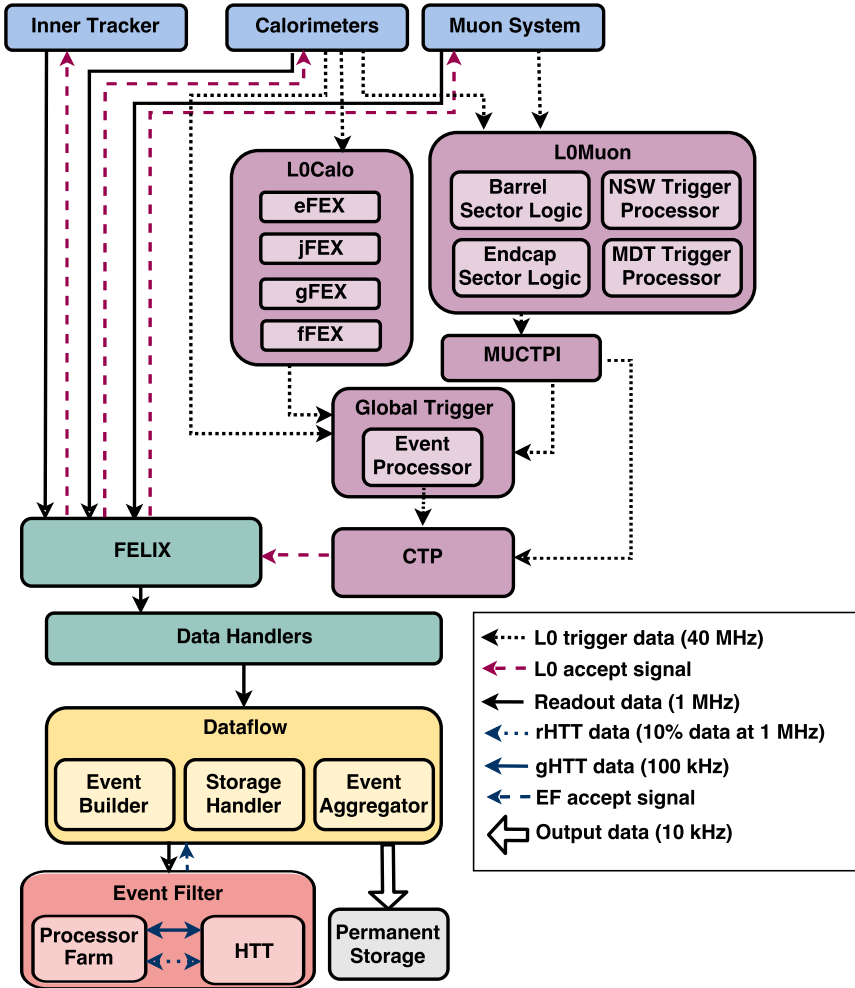 Inner Tracker
Calorimeters
Muon System
L0Calo
eFEX
jFEX
gFEX
fFEX
L0Muon
Barrel
Sector Logic
NSW Trigger
Processor
Endcap
Sector Logic
MDT Trigger
Processor
MUCTPI
Global Trigger
Event
Processor
FELIX
CTP
Data Handlers
Dataflow
Event
Builder
Storage
Handler
Event
Aggregator
Event Filter
Processor
Farm
HTT
Permanent
Storage
L0 trigger data (40 MHz)
L0 accept signal
Readout data (1 MHz)
rHTT data (10% data at 1 MHz)
gHTT data (100 kHz)
EF accept signal
Output data (10 kHz)